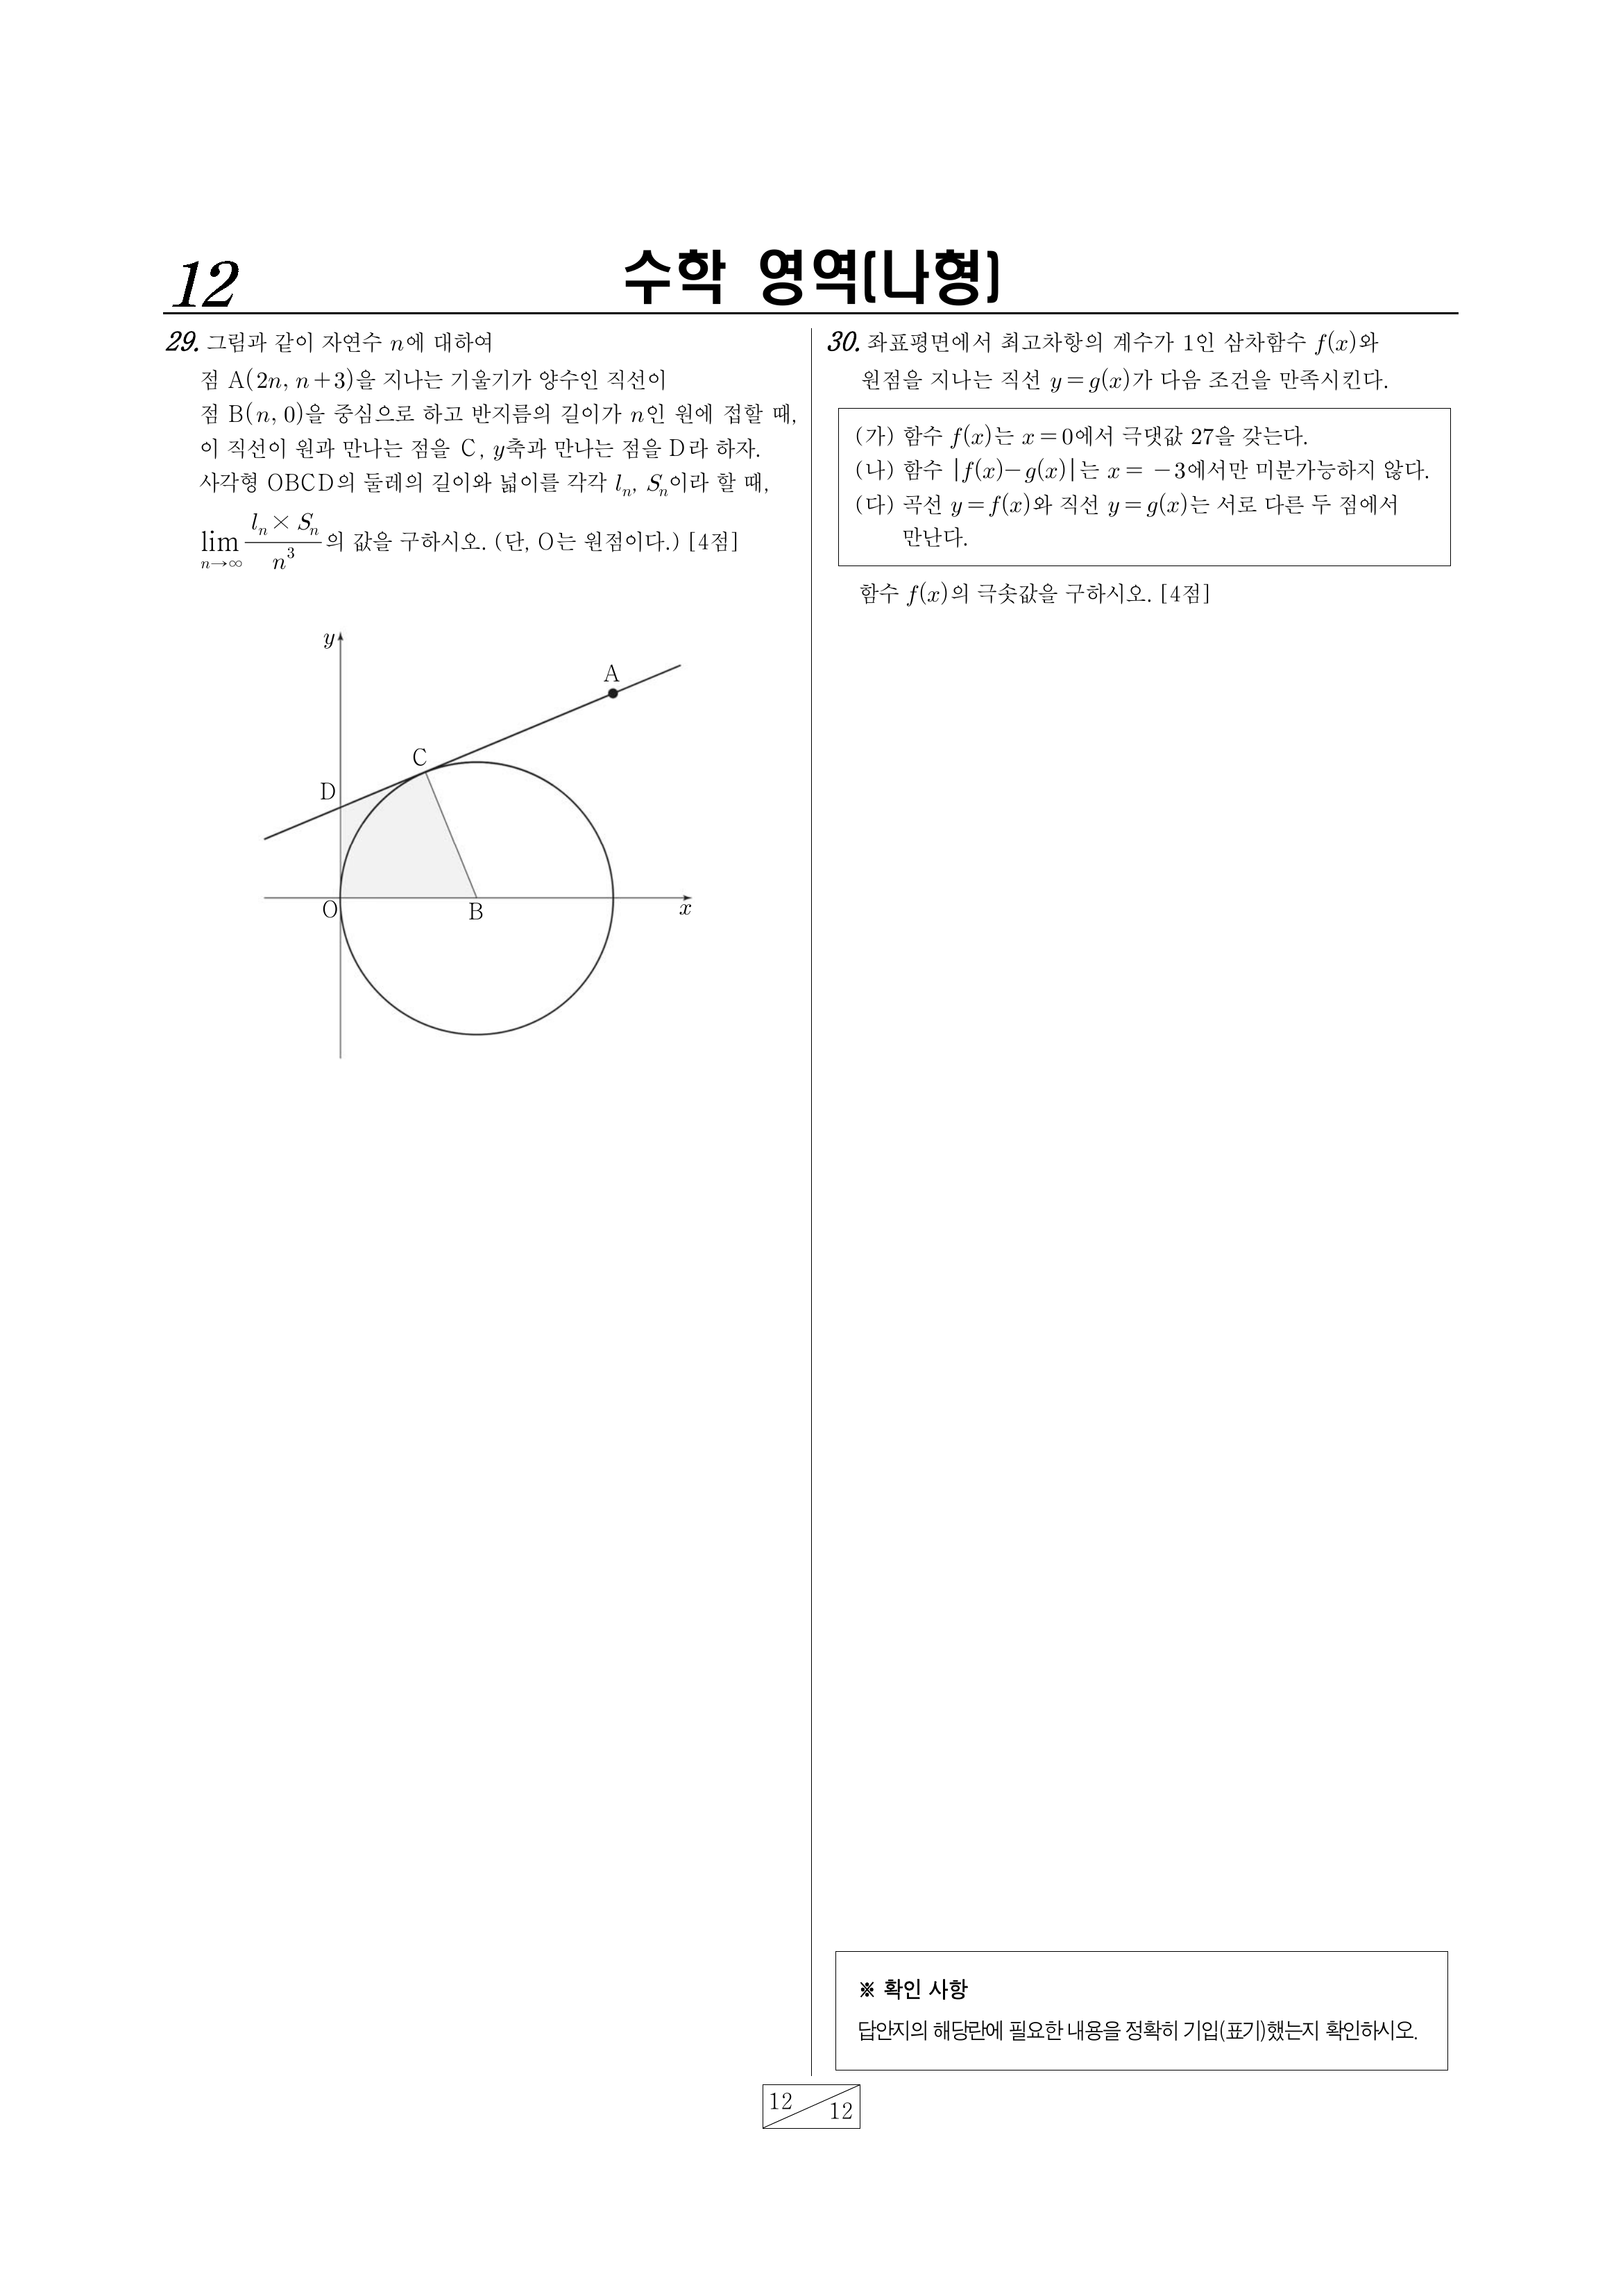 12
수학 영역(나형)
29. 그림과 같이 자연수 n에 대하여
점 A(2n, n+3)을 지나는 기울기가 양수인 직선이
점 B(n, 0)을 중심으로 하고 반지름의 길이가 n인 원에 접할 때,
이 직선이 원과 만나는 점을 C, y축과 만나는 점을 D라 하자.
사각형 OBCD의 둘레의 길이와 넓이를 각각 lₙ, Sₙ이라 할 때,
lim_{n→∞} (lₙ × Sₙ)/n³ 의 값을 구하시오. (단, O는 원점이다.) [4점]
y
A
C
D
O
B
x
30. 좌표평면에서 최고차항의 계수가 1인 삼차함수 f(x)와
원점을 지나는 직선 y=g(x)가 다음 조건을 만족시킨다.
(가) 함수 f(x)는 x=0에서 극댓값 27을 갖는다.
(나) 함수 |f(x)-g(x)|는 x=-3에서만 미분가능하지 않다.
(다) 곡선 y=f(x)와 직선 y=g(x)는 서로 다른 두 점에서
만난다.
함수 f(x)의 극솟값을 구하시오. [4점]
※ 확인 사항
답안지의 해당란에 필요한 내용을 정확히 기입(표기)했는지 확인하시오.
12
12